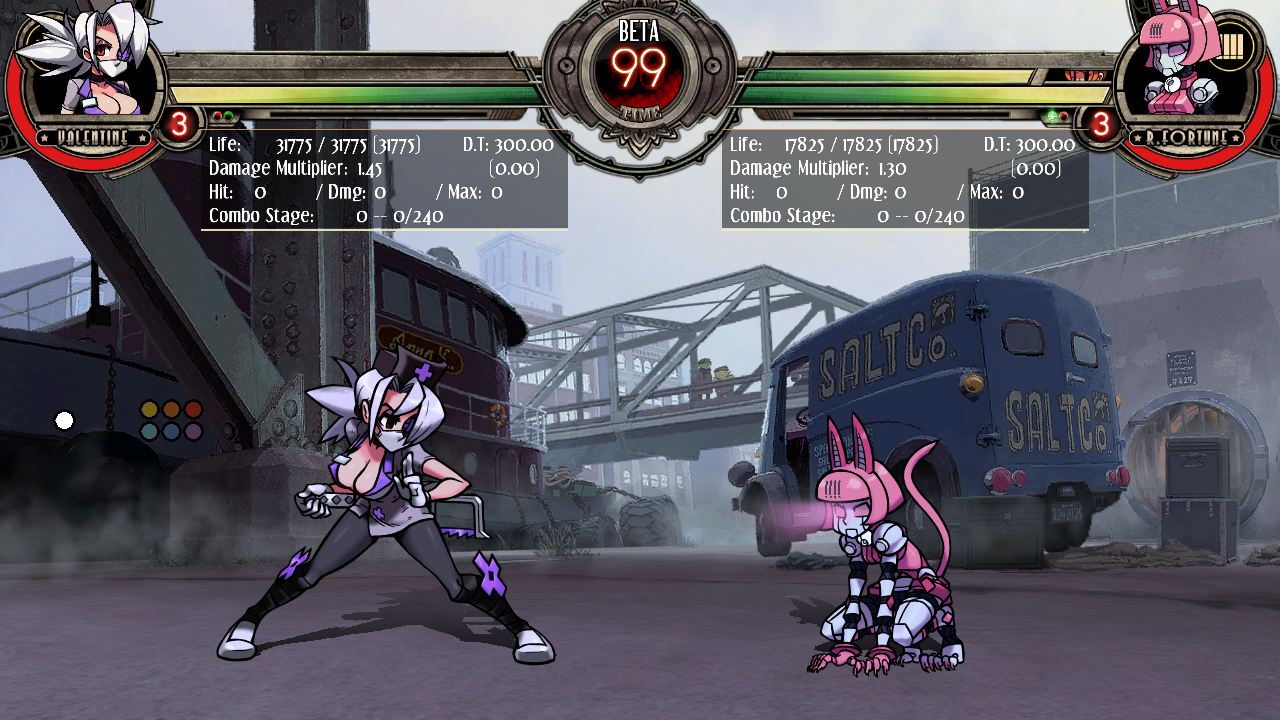 BETA
99
TIME
VALENTINE
3
3
R.FORTUNE
Life: 31775 / 31775 (31775) D.T: 300.00
Damage Multiplier: 1.45 (0.00)
Hit: 0 / Dmg: 0 / Max: 0
Combo Stage: 0 -- 0/240
Life: 17825 / 17825 (17825) D.T: 300.00
Damage Multiplier: 1.30 (0.00)
Hit: 0 / Dmg: 0 / Max: 0
Combo Stage: 0 -- 0/240
Anna
SALTCo.
SALTCo.